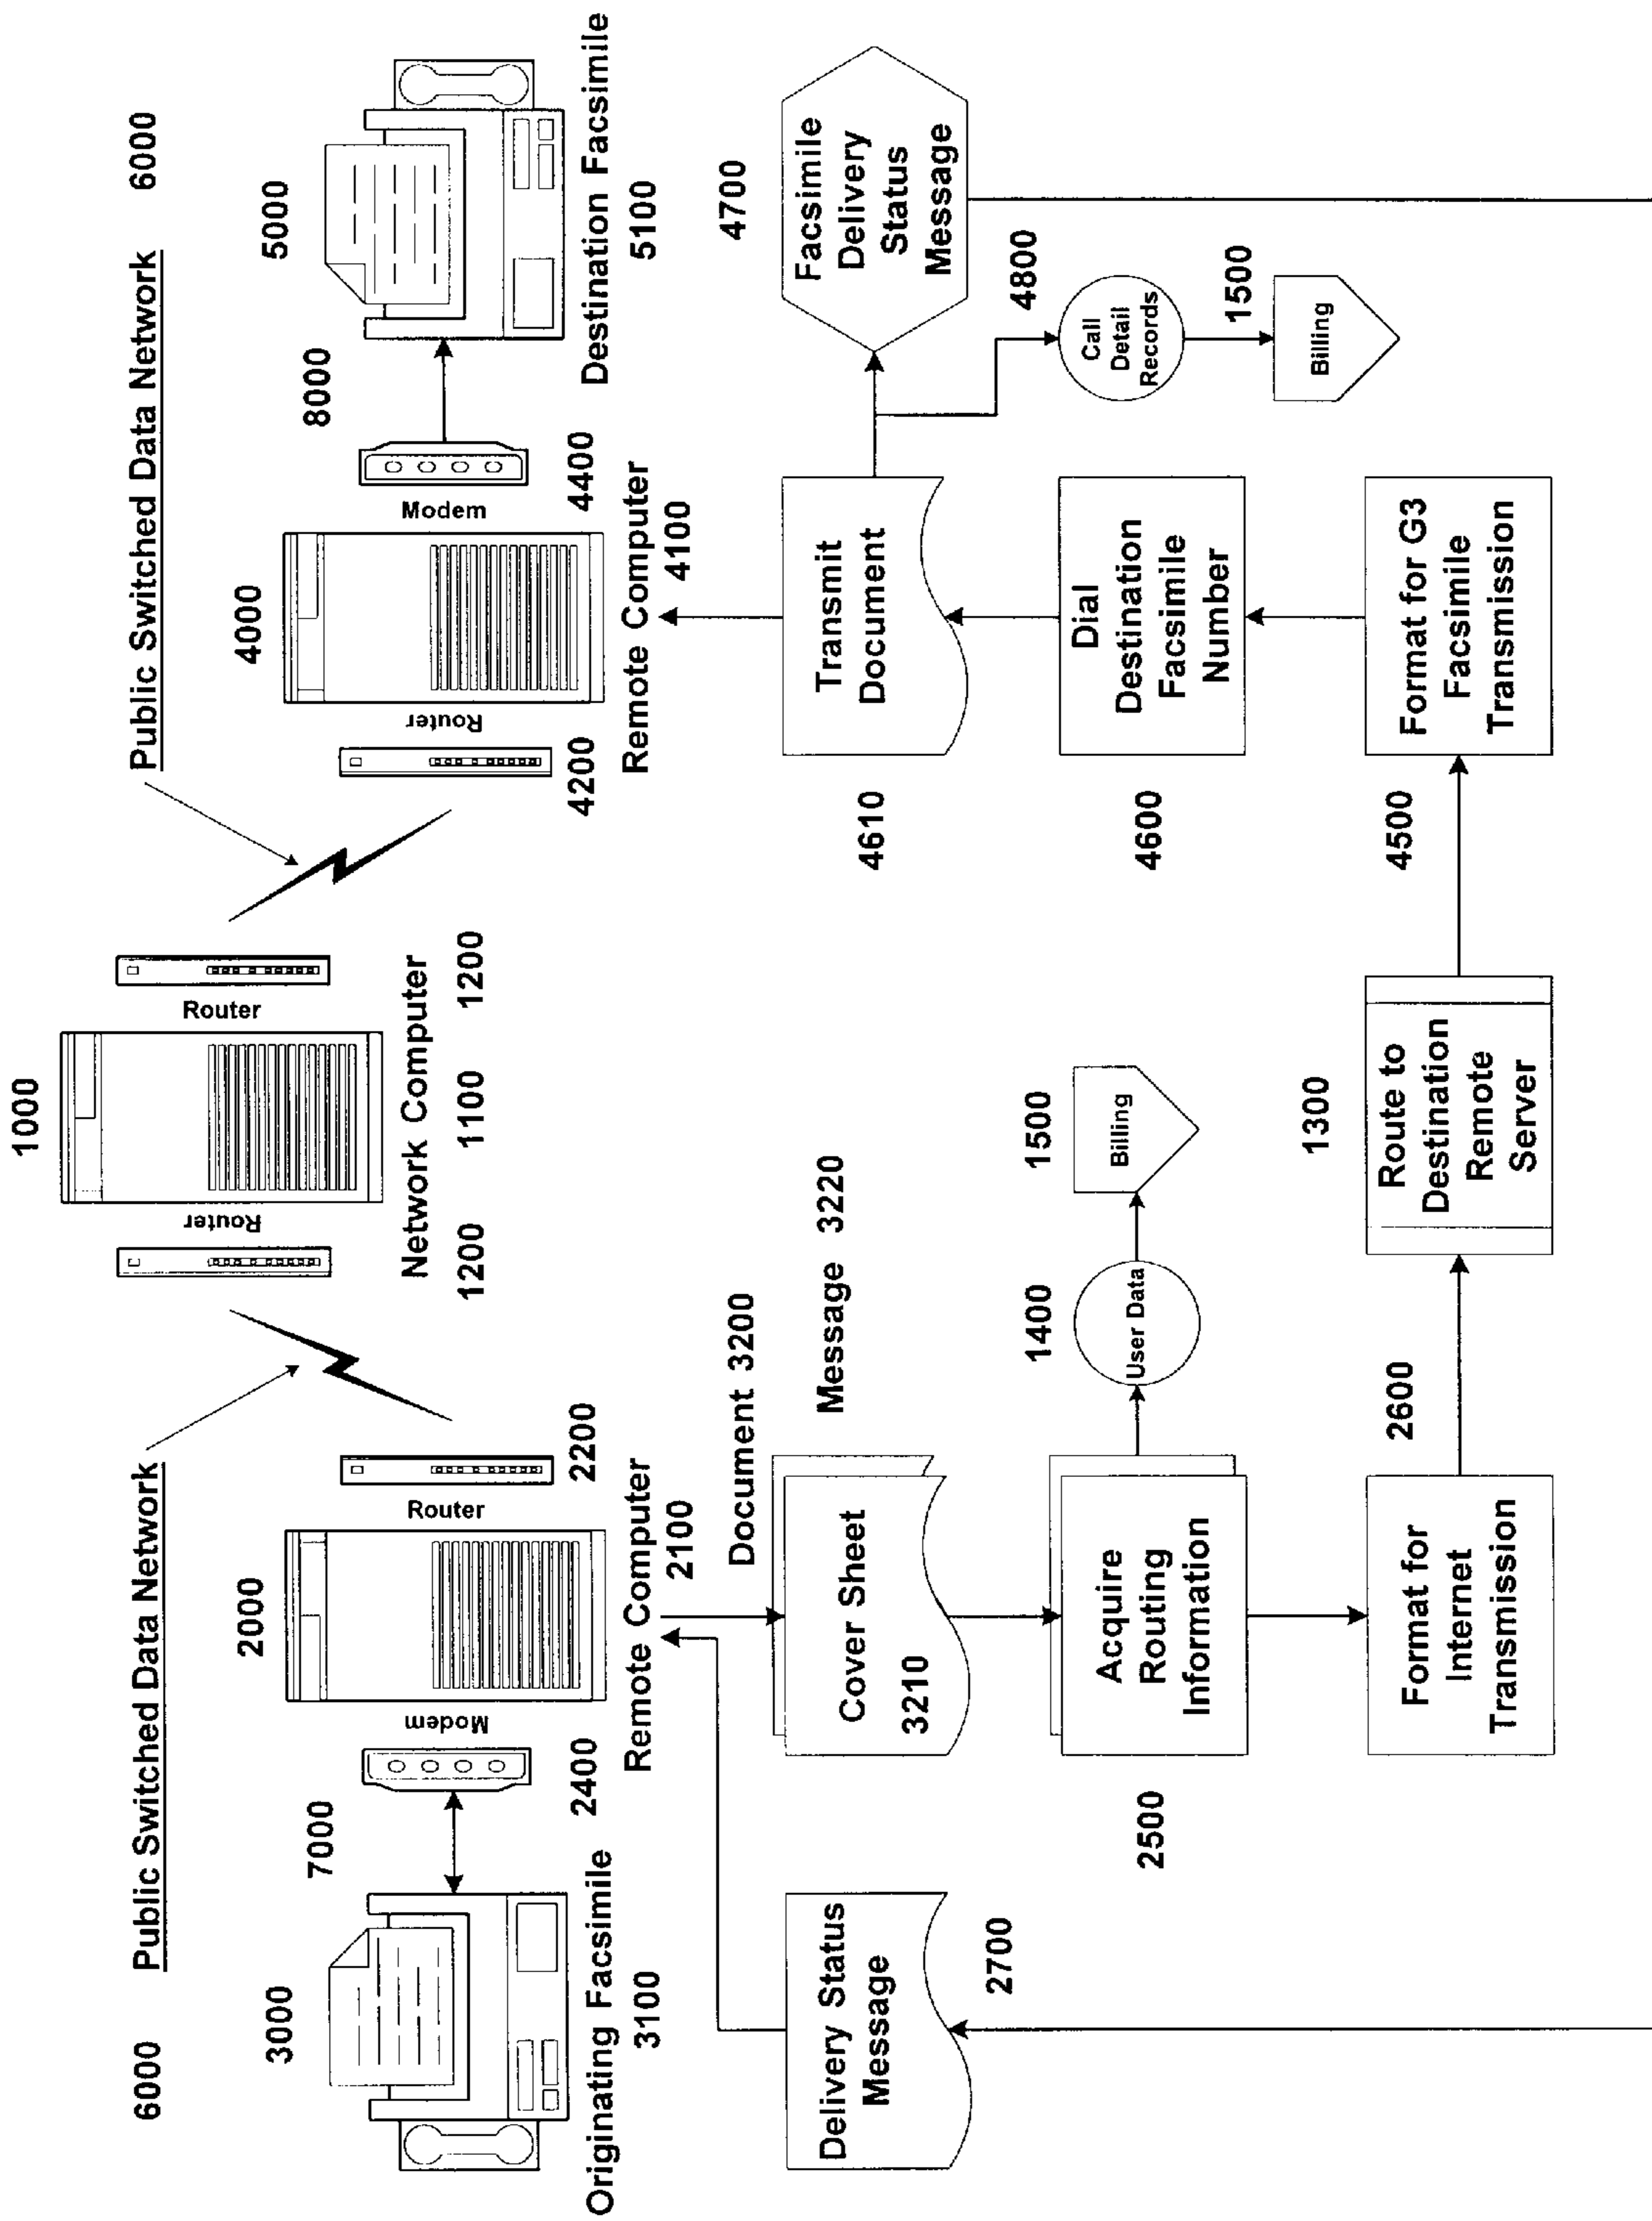 1000
Public Switched Data Network
6000
6000
Public Switched Data Network
Router
Router
Network Computer
1200
1100
1200
3000
7000
2000
4000
8000
5000
Modem
Router
Router
Modem
2400
2200
4200
4400
Originating Facsimile
3100
Remote Computer
2100
Remote Computer
4100
Destination Facsimile
5100
Document 3200
Message 3220
4700
Delivery Status
Message
2700
Cover Sheet
3210
4610
Transmit
Document
Facsimile
Delivery
Status
Message
4800
2500
Acquire
Routing
Information
1400
User Data
1500
Billing
4600
Dial
Destination
Facsimile
Number
Call
Detail
Records
1500
Billing
Format for
Internet
Transmission
2600
1300
Route to
Destination
Remote
Server
4500
Format for G3
Facsimile
Transmission